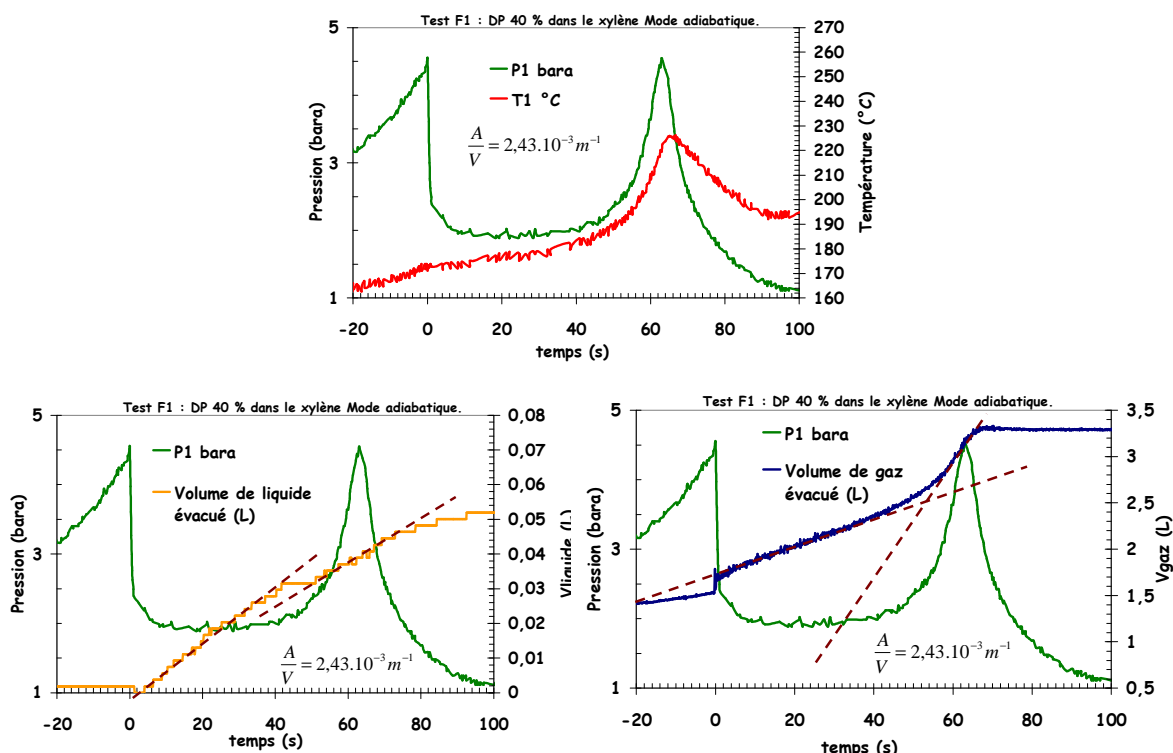 Test F1 : DP 40 % dans le xylène Mode adiabatique.
5
3
1
Pression (bara)
P1 bara
T1 °C
A/V = 2,43.10⁻³ m⁻¹
270
260
250
240
230
220
210
200
190
180
170
160
Température (°C)
-20 0 20 40 60 80 100
temps (s)
Test F1 : DP 40 % dans le xylène Mode adiabatique.
5
3
1
Pression (bara)
P1 bara
Volume de liquide
évacué (L)
A/V = 2,43.10⁻³ m⁻¹
0,08
0,07
0,06
0,05
0,04
0,03
0,02
0,01
0
Vliquide (L)
-20 0 20 40 60 80 100
temps (s)
Test F1 : DP 40 % dans le xylène Mode adiabatique.
5
3
1
Pression (bara)
P1 bara
Volume de gaz
évacué (L)
A/V = 2,43.10⁻³ m⁻¹
3,5
3
2,5
2
1,5
1
0,5
Vgaz (L)
-20 0 20 40 60 80 100
temps (s)